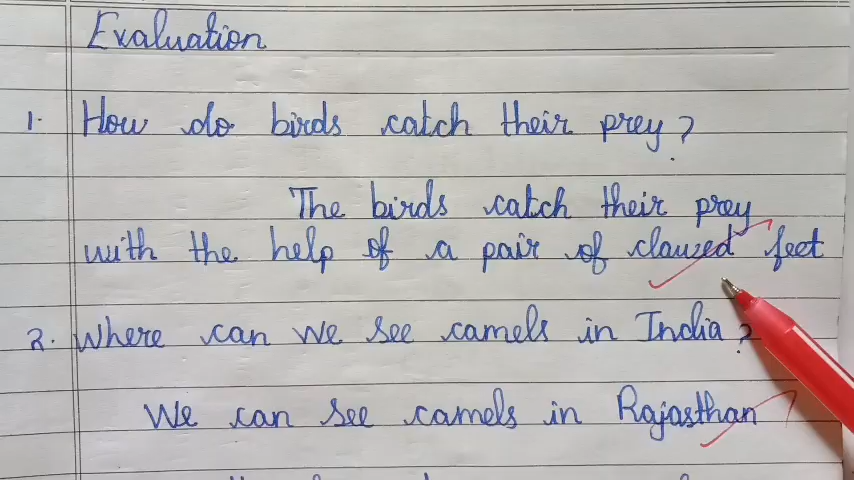 Evaluation
1. How do birds catch their prey?
The birds catch their prey
with the help of a pair of clawed feet
2. Where can we see camels in India?
We can see camels in Rajasthan